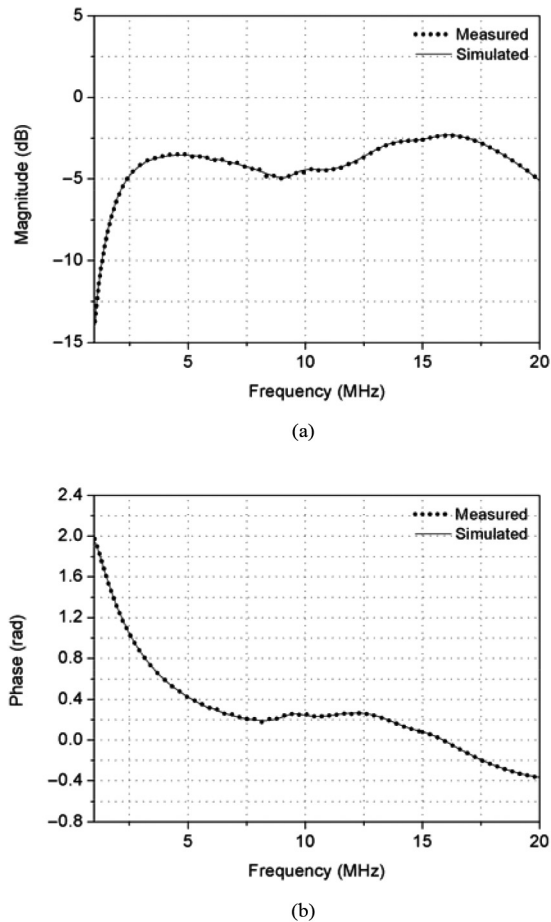 5
0
−5
−10
−15
Magnitude (dB)
Measured
Simulated
5
10
15
20
Frequency (MHz)
(a)
2.4
2.0
1.6
1.2
0.8
0.4
0.0
−0.4
−0.8
Phase (rad)
Measured
Simulated
5
10
15
20
Frequency (MHz)
(b)